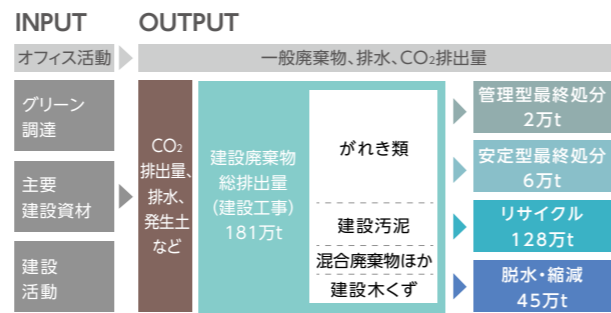 INPUT
OUTPUT
オフィス活動
一般廃棄物、排水、CO₂排出量
グリーン
調達
主要
建設資材
建設
活動
CO₂
排出量、
排水、
発生土
など
建設廃棄物
総排出量
(建設工事)
181万t
がれき類
建設汚泥
混合廃棄物ほか
建設木くず
管理型最終処分
2万t
安定型最終処分
6万t
リサイクル
128万t
脱水・縮減
45万t